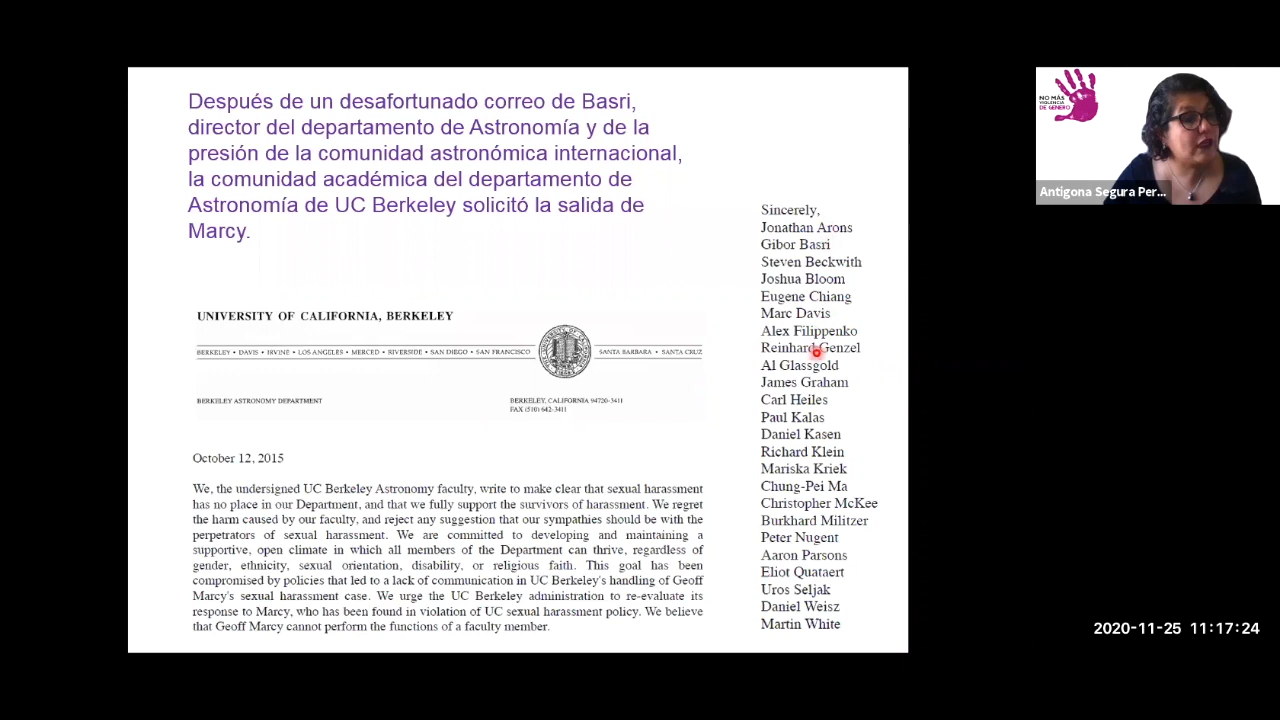 Después de un desafortunado correo de Basri,
director del departamento de Astronomía y de la
presión de la comunidad astronómica internacional,
la comunidad académica del departamento de
Astronomía de UC Berkeley solicitó la salida de
Marcy.
UNIVERSITY OF CALIFORNIA, BERKELEY
BERKELEY • DAVIS • IRVINE • LOS ANGELES • MERCED • RIVERSIDE • SAN DIEGO • SAN FRANCISCO
SANTA BARBARA • SANTA CRUZ
BERKELEY ASTRONOMY DEPARTMENT
BERKELEY, CALIFORNIA 94720-3411
FAX (510) 642-3411
October 12, 2015
We, the undersigned UC Berkeley Astronomy faculty, write to make clear that sexual harassment
has no place in our Department, and that we fully support the survivors of harassment. We regret
the harm caused by our faculty, and reject any suggestion that our sympathies should be with the
perpetrators of sexual harassment. We are committed to developing and maintaining a
supportive, open climate in which all members of the Department can thrive, regardless of
gender, ethnicity, sexual orientation, disability, or religious faith. This goal has been
compromised by policies that led to a lack of communication in UC Berkeley's handling of Geoff
Marcy's sexual harassment case. We urge the UC Berkeley administration to re-evaluate its
response to Marcy, who has been found in violation of UC sexual harassment policy. We believe
that Geoff Marcy cannot perform the functions of a faculty member.
Sincerely,
Jonathan Arons
Gibor Basri
Steven Beckwith
Joshua Bloom
Eugene Chiang
Marc Davis
Alex Filippenko
Reinhard Genzel
Al Glassgold
James Graham
Carl Heiles
Paul Kalas
Daniel Kasen
Richard Klein
Mariska Kriek
Chung-Pei Ma
Christopher McKee
Burkhard Militzer
Peter Nugent
Aaron Parsons
Eliot Quataert
Uros Seljak
Daniel Weisz
Martin White
NO MÁS
VIOLENCIA
DE GÉNERO
Antigona Segura Per...
2020-11-25 11:17:24